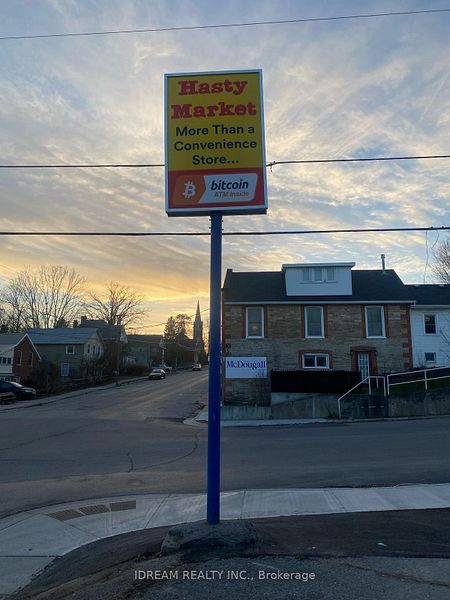 Hasty
Market
More Than a
Convenience
Store...
bitcoin
ATM Inside
McDougall
IDREAM REALTY INC., Brokerage